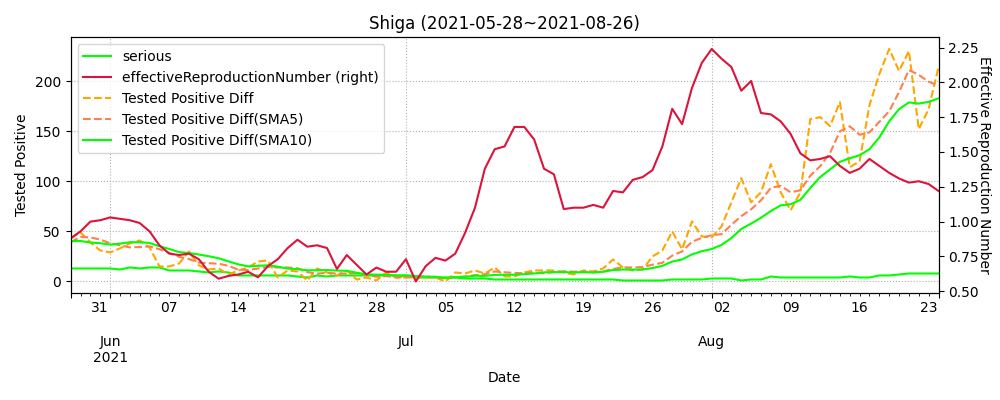 Shiga (2021-05-28~2021-08-26)
serious
effectiveReproductionNumber (right)
Tested Positive Diff
Tested Positive Diff(SMA5)
Tested Positive Diff(SMA10)
Tested Positive
200
150
100
50
0
2.25
2.00
1.75
1.50
1.25
1.00
0.75
0.50
Effective Reproduction Number
31 07 14 21 28 05 12 19 26 02 09 16 23
Jun Jul Aug
2021
Date